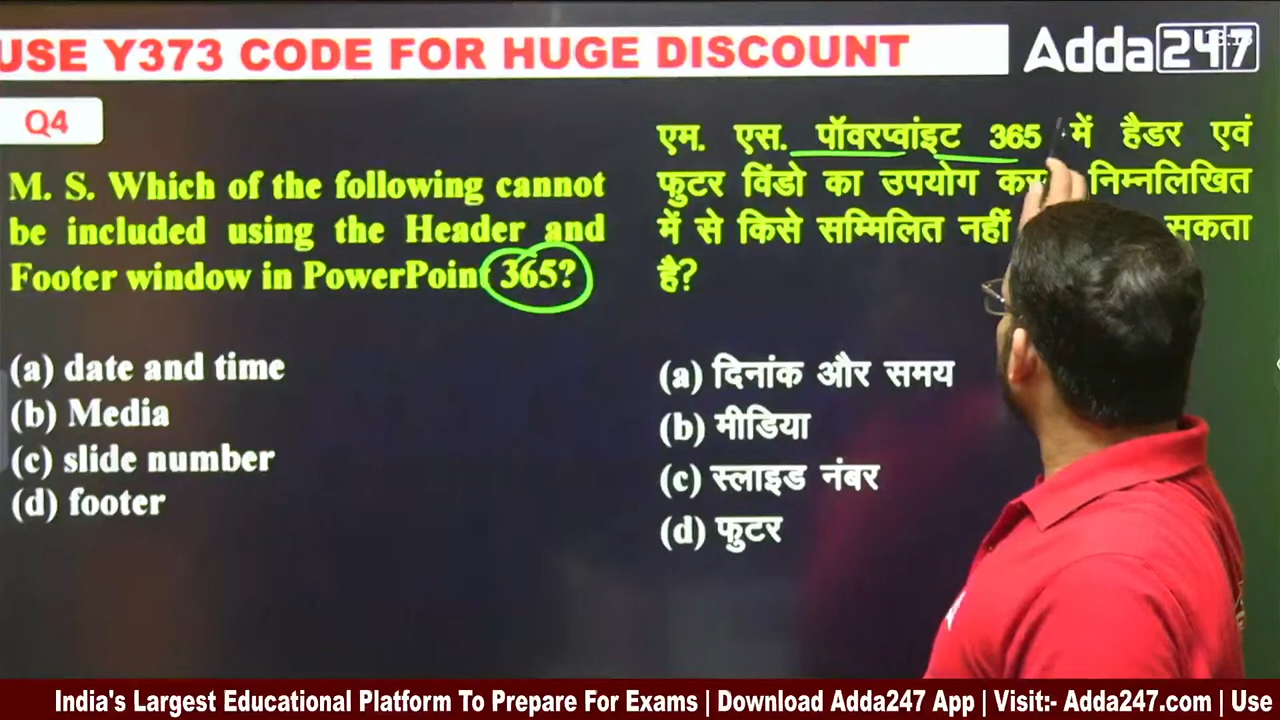 USE Y373 CODE FOR HUGE DISCOUNT
Adda247
Q4
M. S. Which of the following cannot
be included using the Header and
Footer window in PowerPoint 365?
(a) date and time
(b) Media
(c) slide number
(d) footer
एम. एस. पॉवरप्वांइट 365 में हैडर एवं
फुटर विंडो का उपयोग निम्नलिखित
में से किसे सम्मिलित नहीं सकता
है?
(a) दिनांक और समय
(b) मीडिया
(c) स्लाइड नंबर
(d) फुटर
India's Largest Educational Platform To Prepare For Exams | Download Adda247 App | Visit:- Adda247.com | Use